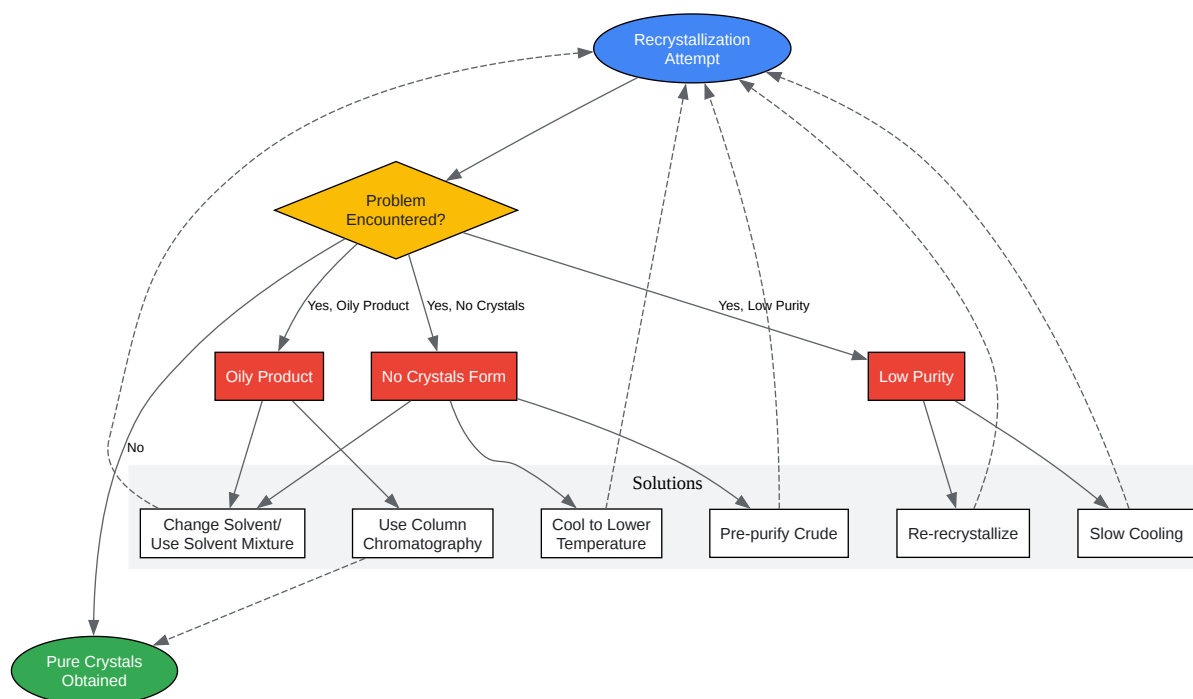 Recrystallization
Attempt
Problem
Encountered?
Yes, Oily Product
Yes, No Crystals
Yes, Low Purity
Oily Product
No Crystals Form
Low Purity
No
Solutions
Change Solvent/
Use Solvent Mixture
Use Column
Chromatography
Cool to Lower
Temperature
Pre-purify Crude
Re-recrystallize
Slow Cooling
Pure Crystals
Obtained